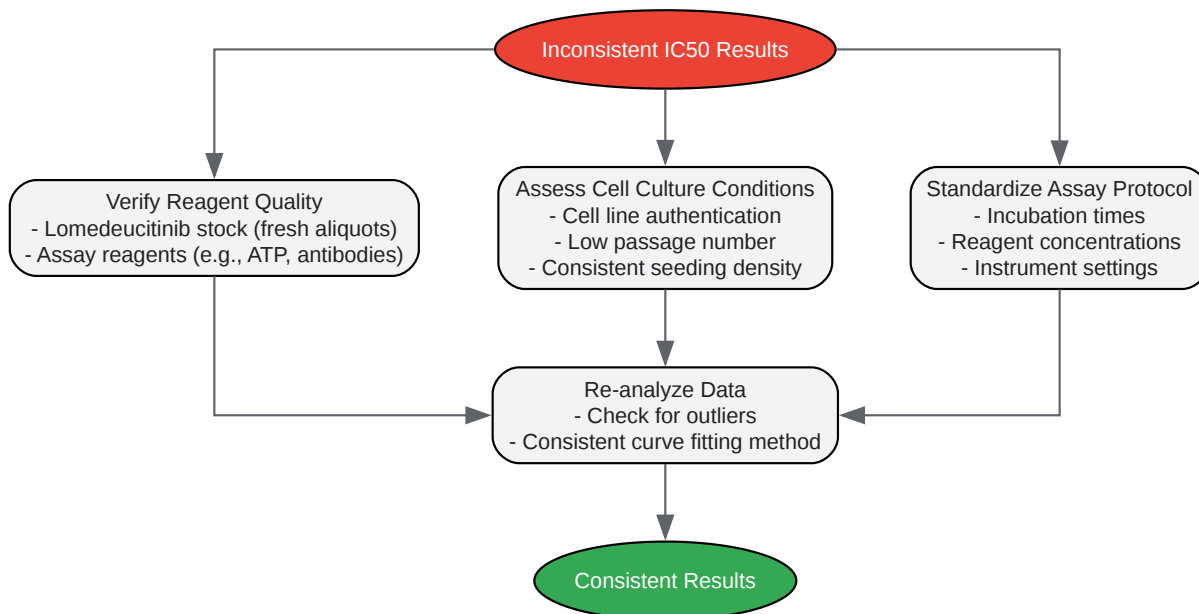 Inconsistent IC50 Results
Verify Reagent Quality
- Lomedeucitinib stock (fresh aliquots)
- Assay reagents (e.g., ATP, antibodies)
Assess Cell Culture Conditions
- Cell line authentication
- Low passage number
- Consistent seeding density
Standardize Assay Protocol
- Incubation times
- Reagent concentrations
- Instrument settings
Re-analyze Data
- Check for outliers
- Consistent curve fitting method
Consistent Results